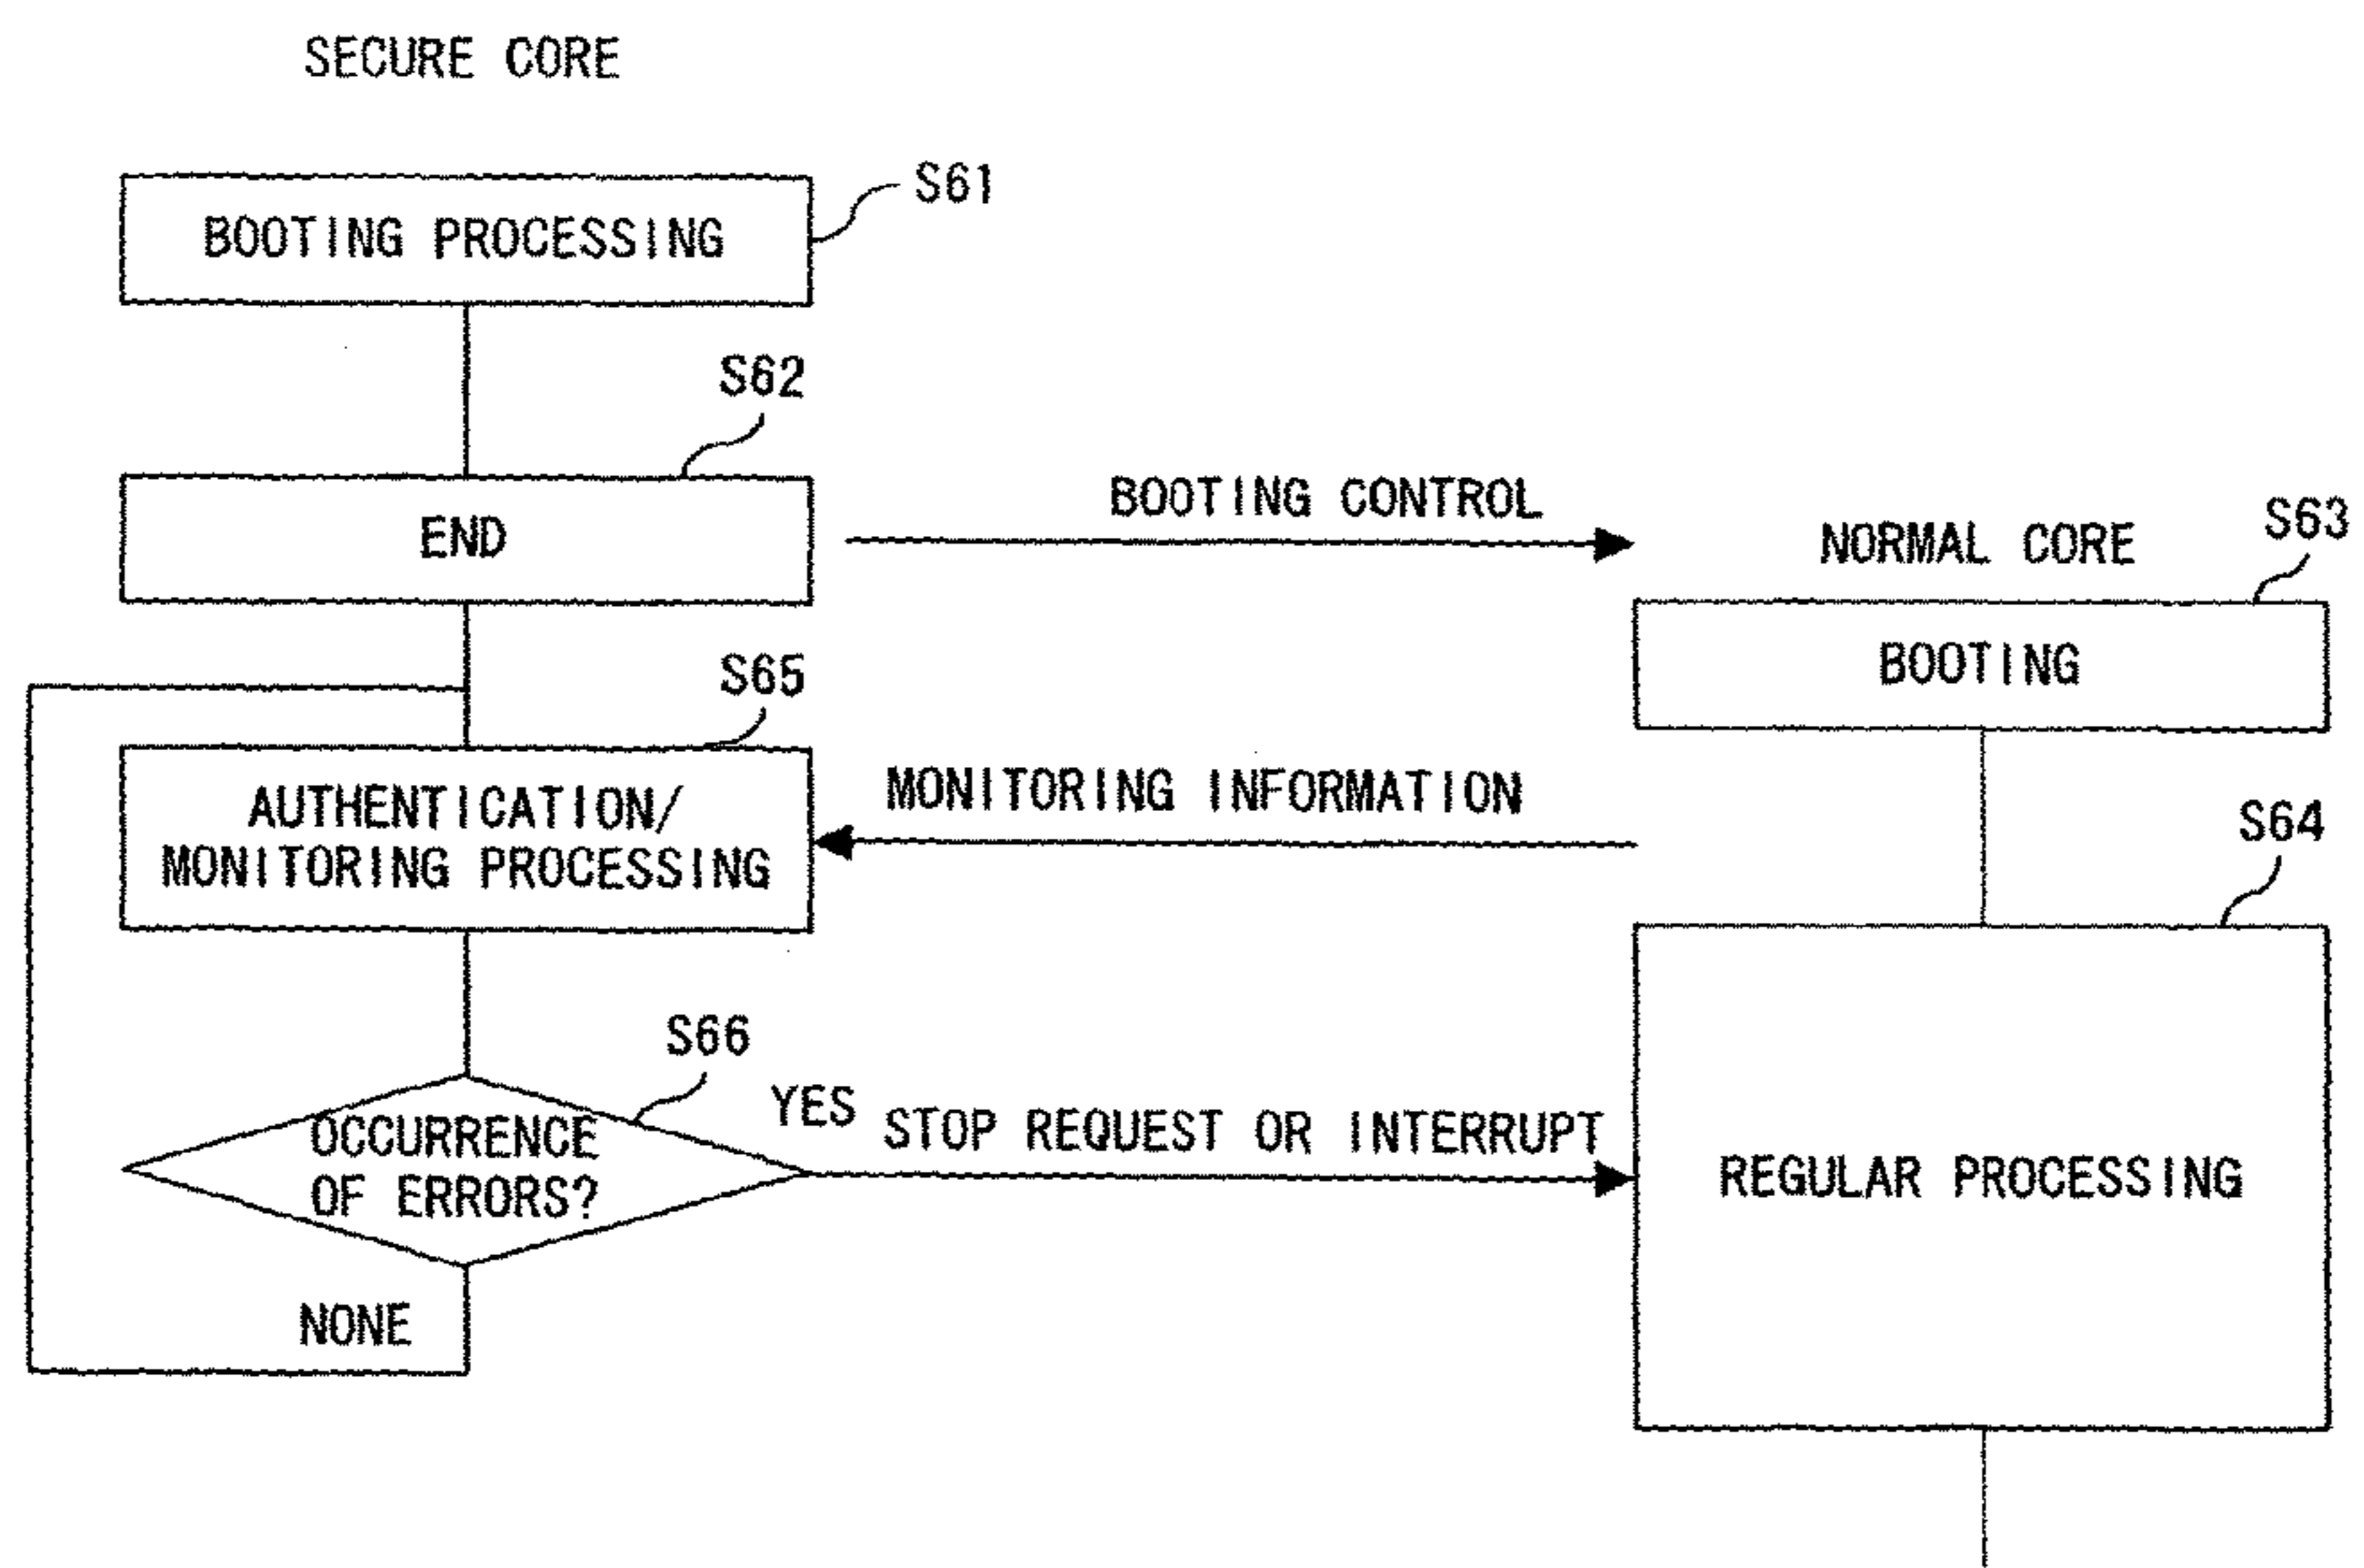 SECURE CORE
S61
BOOTING PROCESSING
S62
END
BOOTING CONTROL
NORMAL CORE
S63
BOOTING
S65
AUTHENTICATION/
MONITORING PROCESSING
MONITORING INFORMATION
S64
S66
OCCURRENCE
OF ERRORS?
YES
STOP REQUEST OR INTERRUPT
REGULAR PROCESSING
NONE